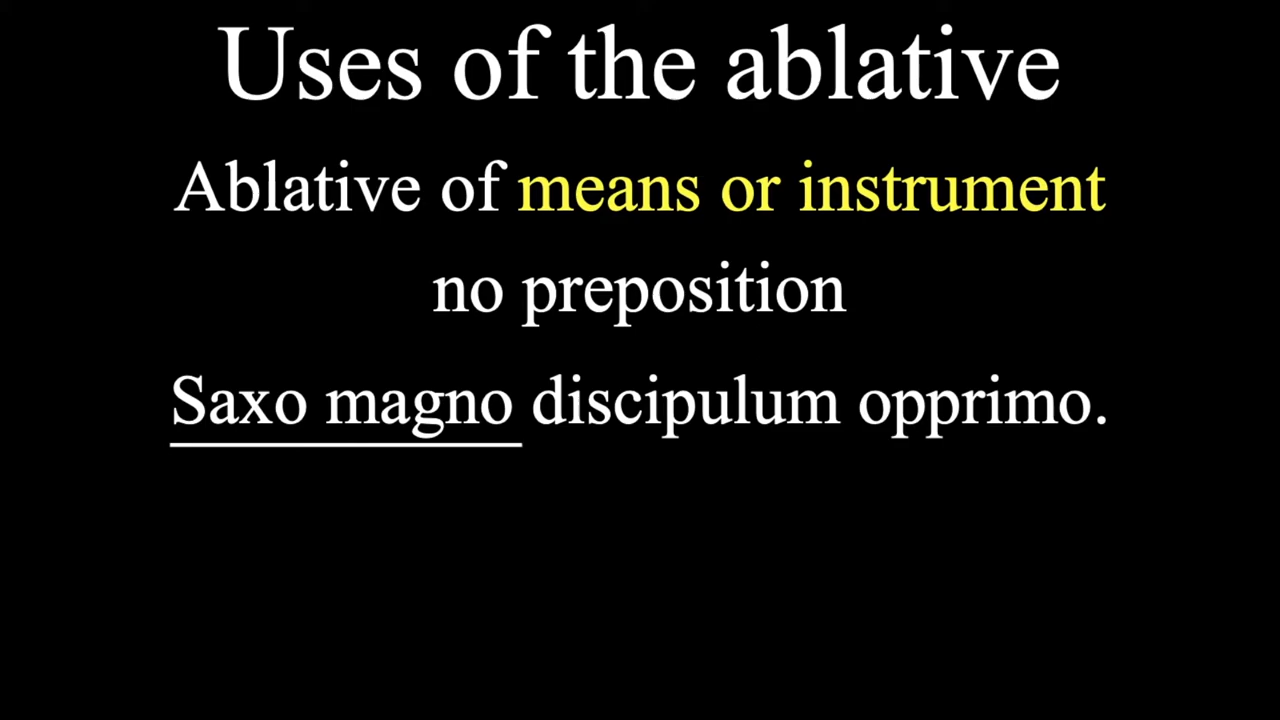 Uses of the ablative
Ablative of means or instrument
no preposition
Saxo magno discipulum opprimo.